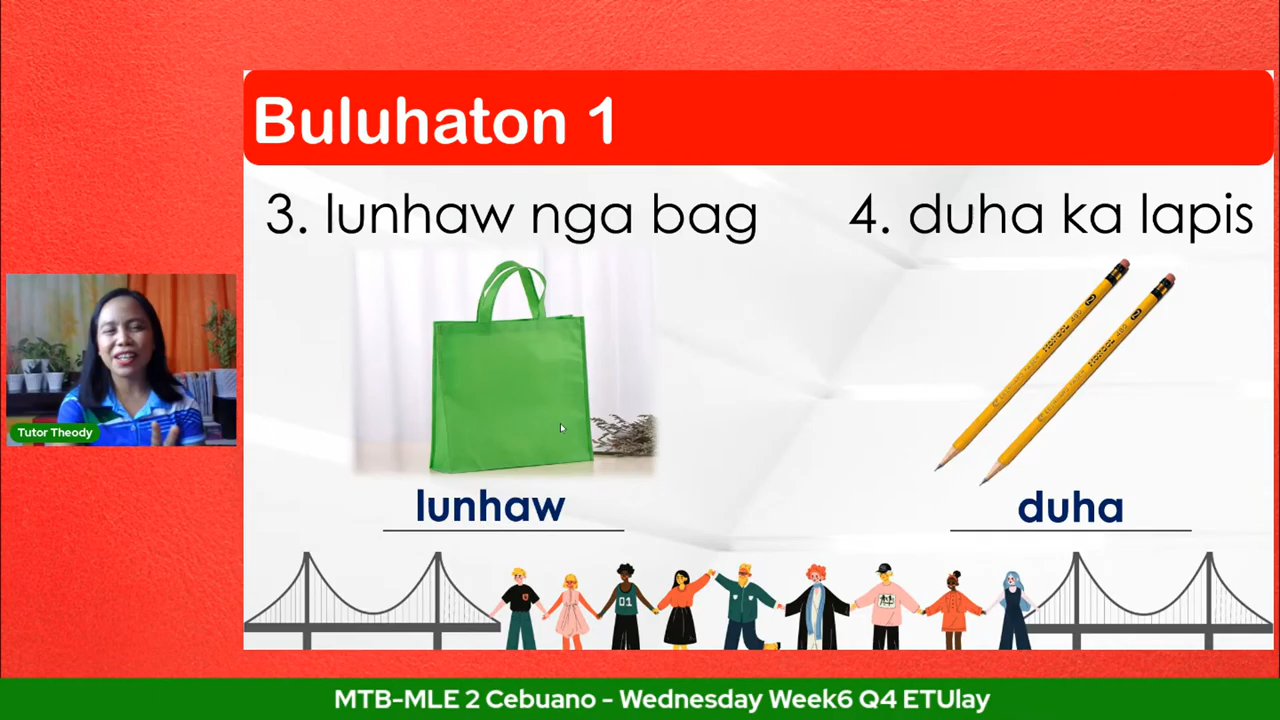 Buluhaton 1
3. lunhaw nga bag
4. duha ka lapis
lunhaw
duha
Tutor Theody
01
MTB-MLE 2 Cebuano - Wednesday Week6 Q4 ETUlay